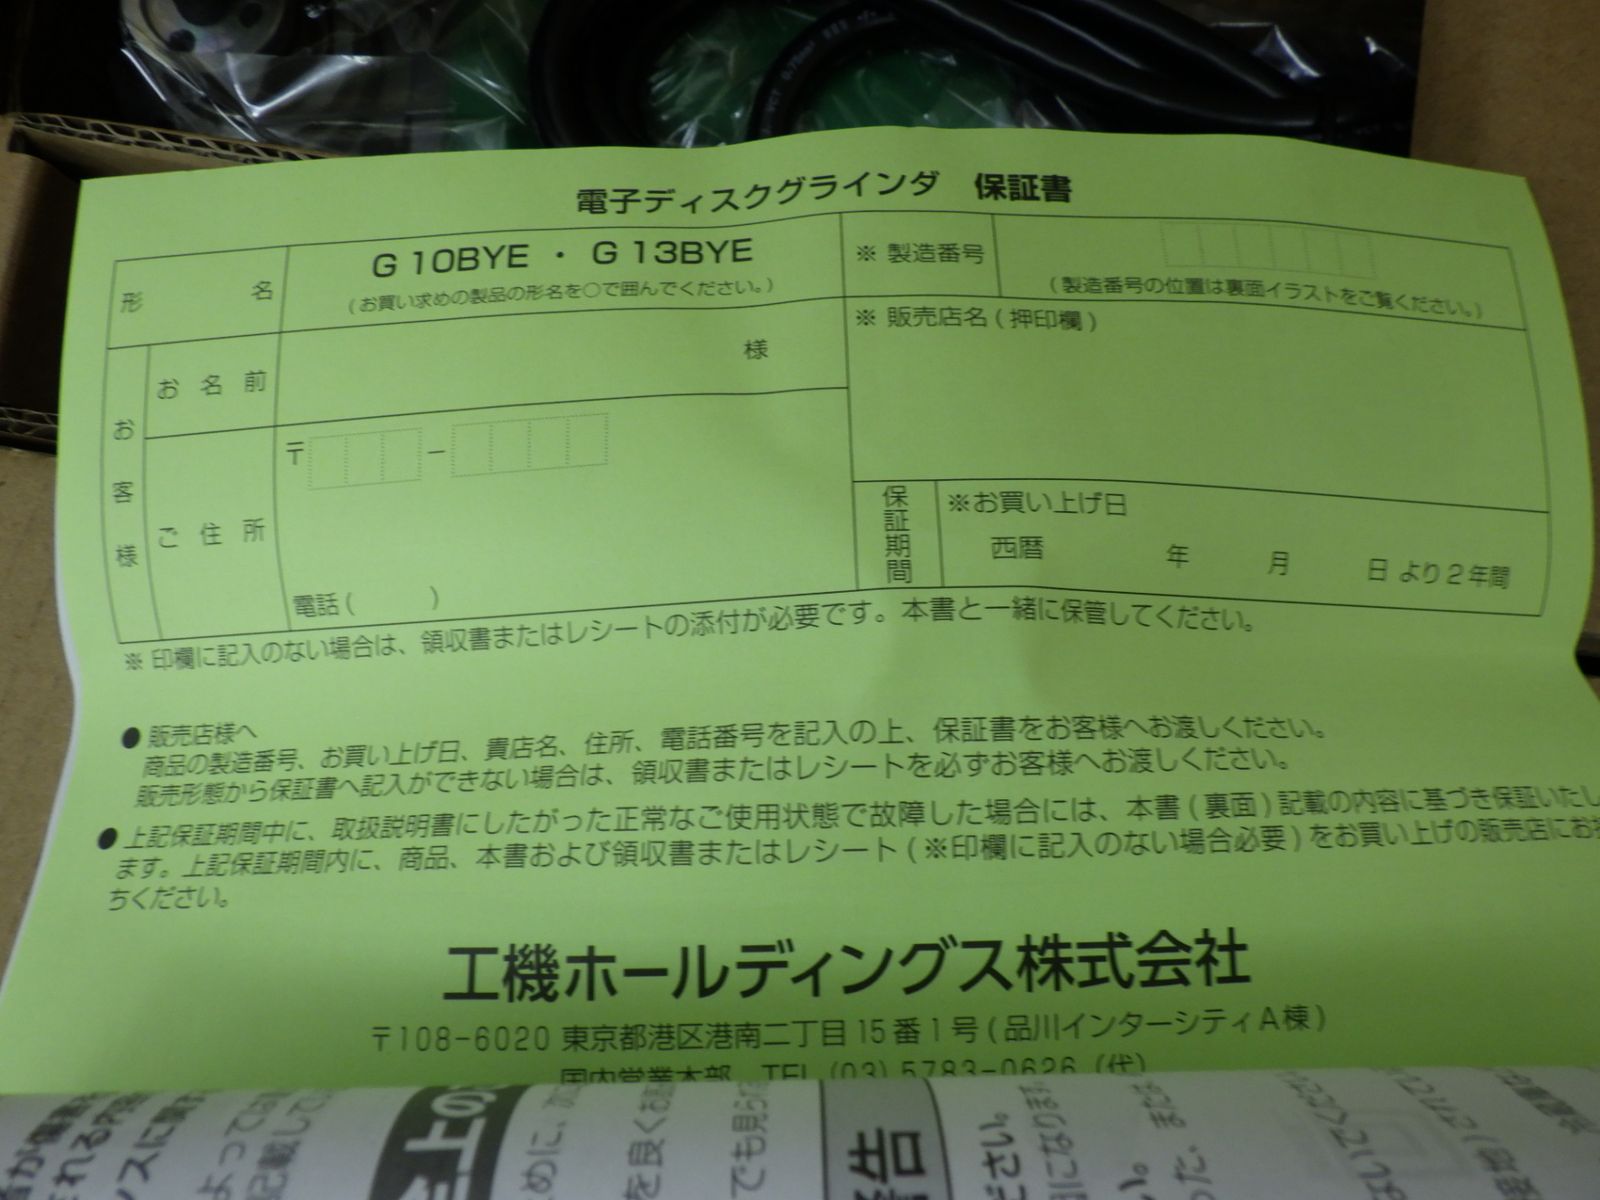 電子ディスクグラインダ 保証書
形名
G 10BYE ・ G 13BYE
(お買い求めの製品の形名を○で囲んでください。)
※ 製造番号
(製造番号の位置は裏面イラストをご覧ください。)
お客様
お名前
様
※ 販売店名 (押印欄)
ご住所
〒 －
電話 ( )
保証期間
※お買い上げ日
西暦 年 月 日 より 2 年間
※ 印欄に記入のない場合は、領収書またはレシートの添付が必要です。本書と一緒に保管してください。
● 販売店様へ
商品の製造番号、お買い上げ日、貴店名、住所、電話番号を記入の上、保証書をお客様へお渡しください。
販売形態から保証書へ記入ができない場合は、領収書またはレシートを必ずお客様へお渡しください。
● 上記保証期間中に、取扱説明書にしたがった正常なご使用状態で故障した場合には、本書 (裏面) 記載の内容に基づき保証いたし
ます。上記保証期間内に、商品、本書および領収書またはレシート (※印欄に記入のない場合必要) をお買い上げの販売店にお持
ちください。
工機ホールディングス株式会社
〒108-6020 東京都港区港南二丁目 15 番 1 号 (品川インターシティ A 棟)
国内営業本部 TEL (03) 5783-0626 (代)